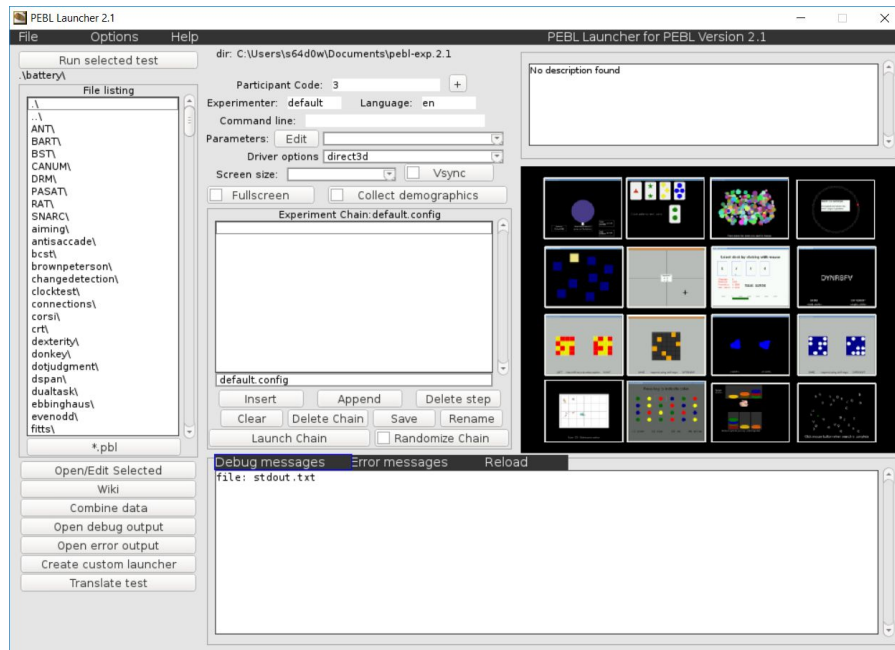 PEBL Launcher 2.1
File Options Help PEBL Launcher for PEBL Version 2.1
Run selected test
.\battery\
File listing
.\
..\
ANT\
BART\
BST\
CANUM\
DRM\
PASAT\
RAT\
SNARC\
aiming\
antisaccade\
bcst\
brownpeterson\
changedetection\
clocktest\
connections\
corsi\
crt\
dexterity\
donkey\
dotjudgment\
dspan\
dualtask\
ebbinghaus\
evenodd\
fitts\
*.pbl
Open/Edit Selected
Wiki
Combine data
Open debug output
Open error output
Create custom launcher
Translate test
dir: C:\Users\s64d0w\Documents\pebl-exp.2.1
Participant Code: 3 +
Experimenter: default Language: en
Command line:
Parameters: Edit
Driver options direct3d
Screen size: Vsync
Fullscreen Collect demographics
Experiment Chain:default.config
default.config
Insert Append Delete step
Clear Delete Chain Save Rename
Launch Chain Randomize Chain
No description found
DYNRSFV
Debug messages Error messages Reload
file: stdout.txt